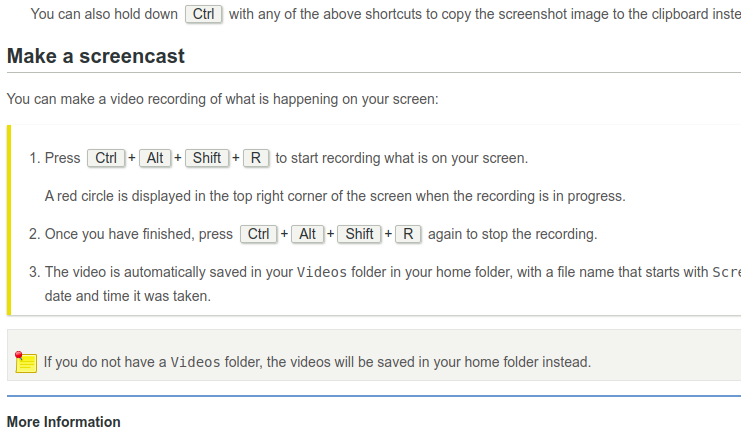 You can also hold down Ctrl with any of the above shortcuts to copy the screenshot image to the clipboard
Make a screencast
You can make a video recording of what is happening on your screen:
1. Press Ctrl + Alt + Shift + R to start recording what is on your screen.
A red circle is displayed in the top right corner of the screen when the recording is in progress.
2. Once you have finished, press Ctrl + Alt + Shift + R again to stop the recording.
3. The video is automatically saved in your Videos folder in your home folder, with a file name that starts with
date and time it was taken.
If you do not have a Videos folder, the videos will be saved in your home folder instead.
More Information